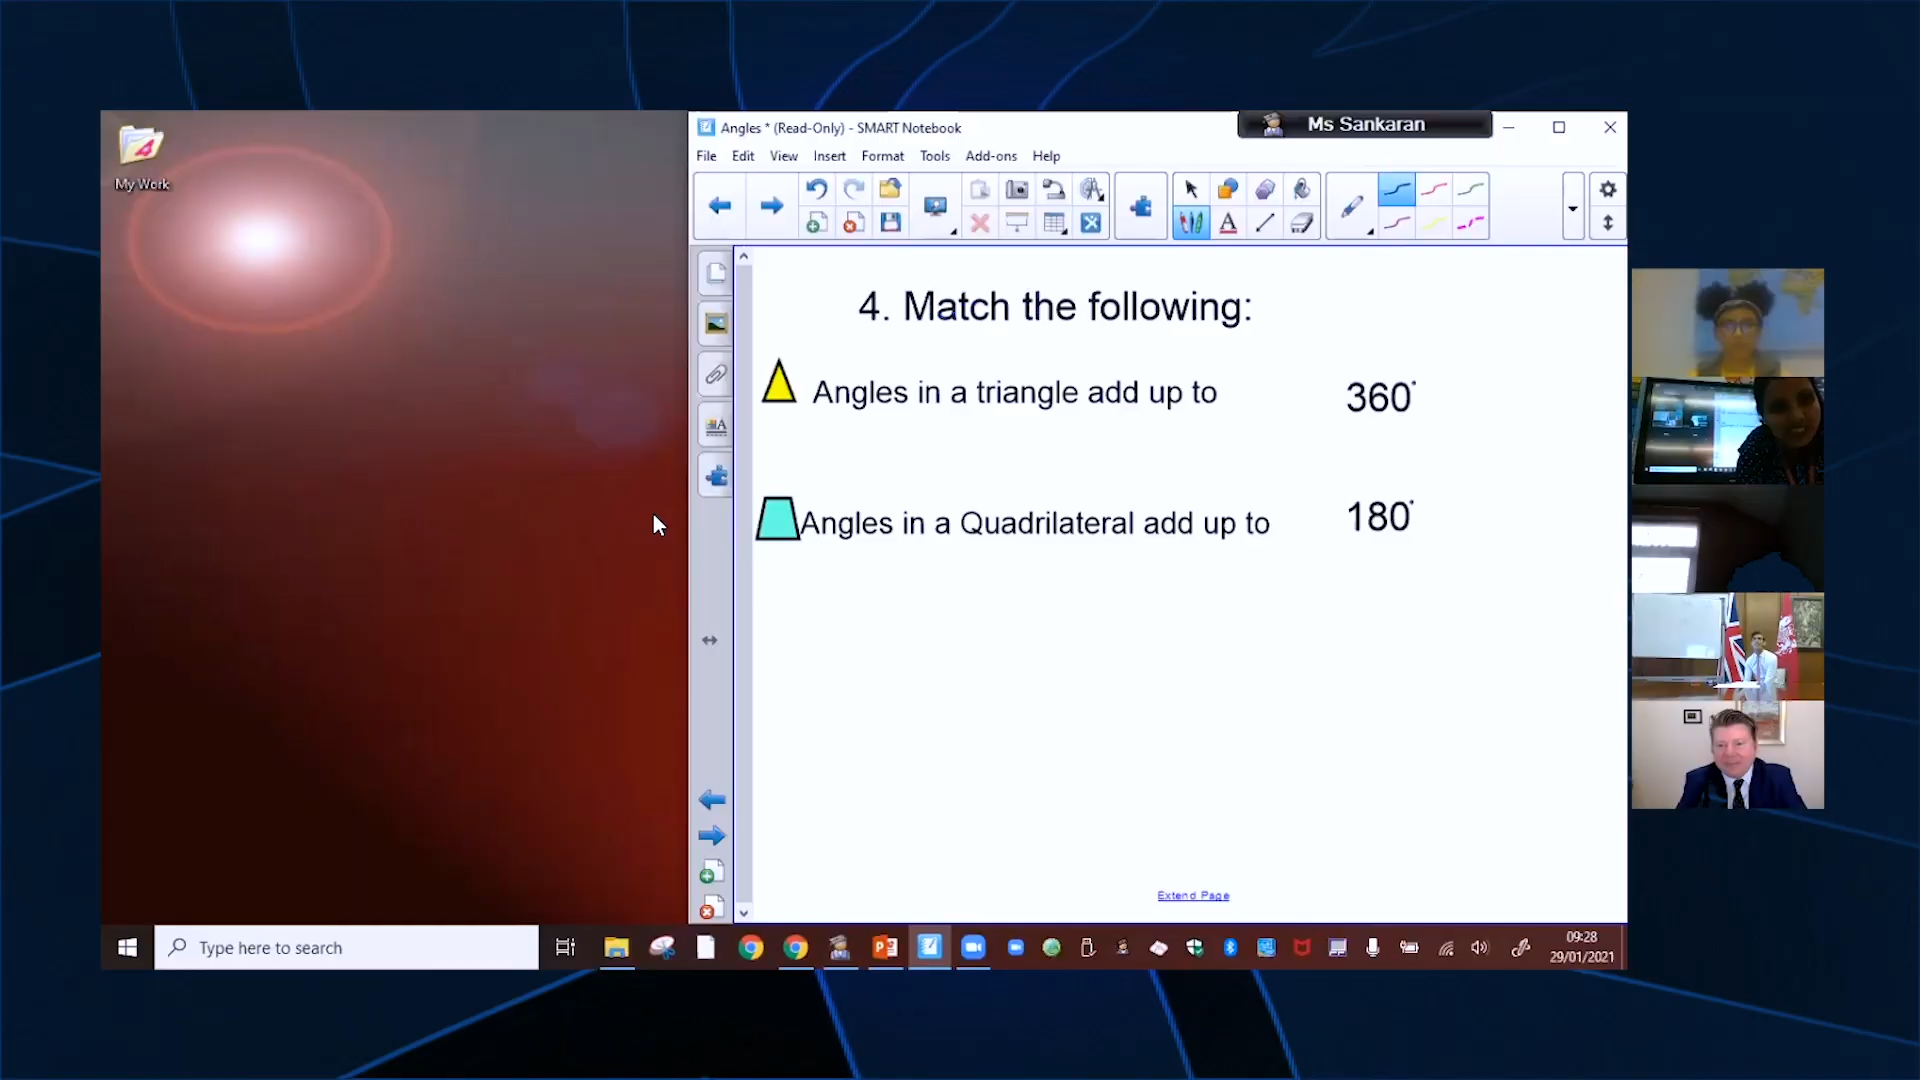 My Work
Angles * (Read-Only) - SMART Notebook
Ms Sankaran
File Edit View Insert Format Tools Add-ons Help
4. Match the following:
Angles in a triangle add up to 360°
Angles in a Quadrilateral add up to 180°
Extend Page
Type here to search
09:28
29/01/2021